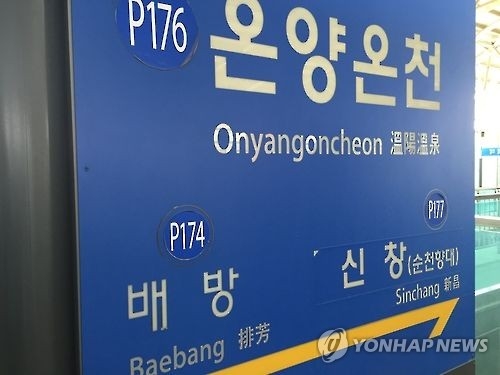 P176
온양온천
Onyangoncheon 溫陽溫泉
P174
배방
Baebang 排芳
P177
신창(순천향대)
Sinchang 新昌
YONHAP NEWS